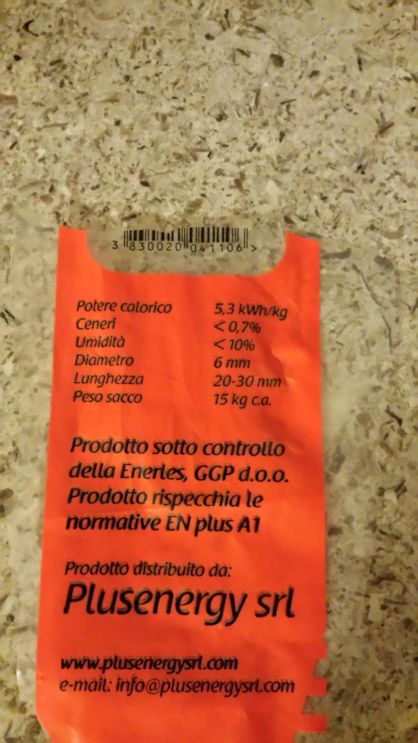 3 830020 041106 >
Potere calorico 5,3 kWh/kg
Ceneri < 0,7%
Umidità < 10%
Diametro 6 mm
Lunghezza 20-30 mm
Peso sacco 15 kg c.a.
Prodotto sotto controllo
della Enerles, GGP d.o.o.
Prodotto rispecchia le
normative EN plus A1
Prodotto distribuito da:
Plusenergy srl
www.plusenergysrl.com
e-mail: info@plusenergysrl.com